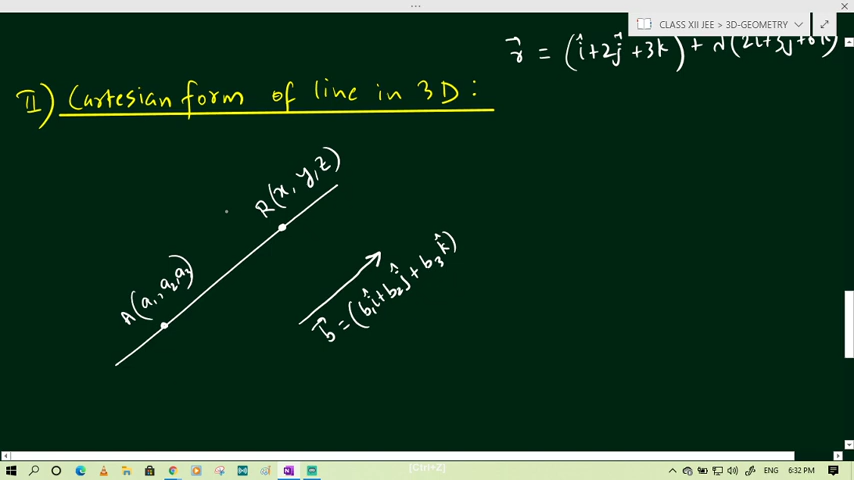 CLASS XII JEE > 3D-GEOMETRY
r⃗ = (î+2ĵ+3k̂) + λ(2î+3ĵ+6k̂)
II) Cartesian form of line in 3D :
R(x, y, z)
A(a₁, a₂, a₃)
b⃗ = (b₁î+b₂ĵ+b₃k̂)
[Ctrl+Z]
ENG
6:32 PM